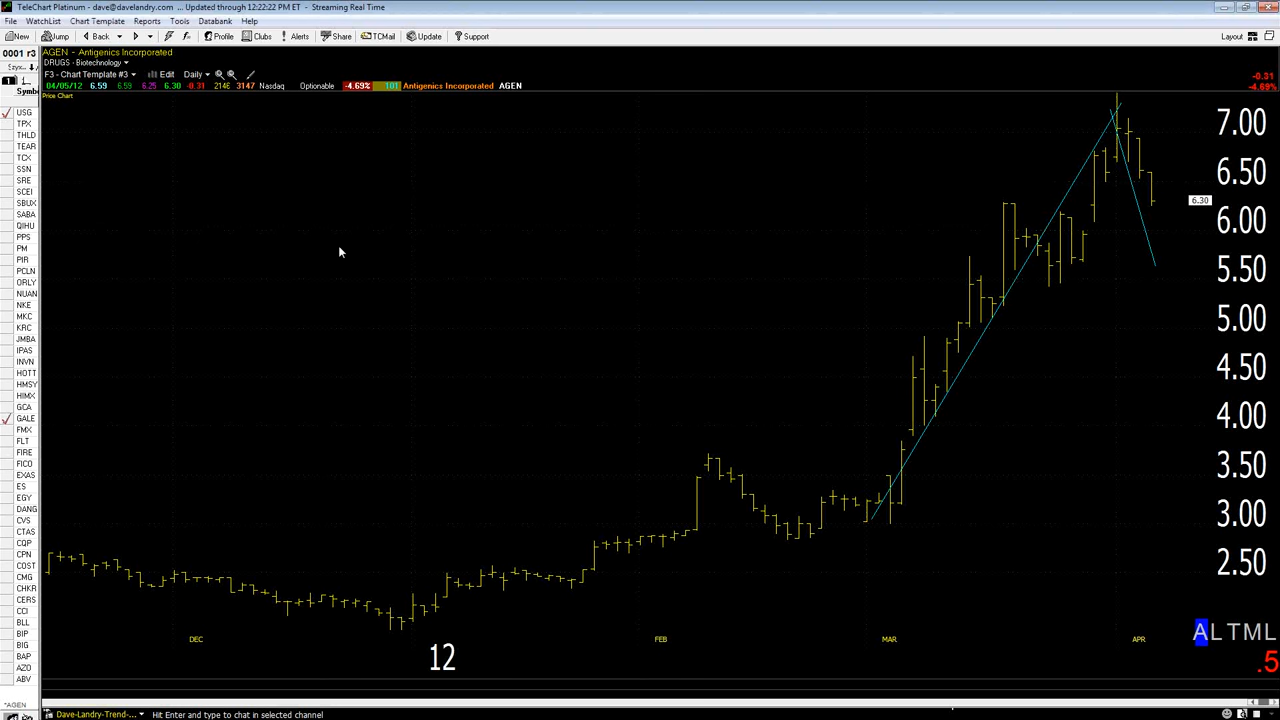 TeleChart Platinum - dave@davelandry.com ... Updated through 12:22:22 PM ET - Streaming Real Time
File WatchList Chart Template Reports Tools Databank Help
New Jump Back Profile Clubs Alerts Share TCMail Update Support Layout
0001 r3 AGEN - Antigenics Incorporated
DRUGS - Biotechnology
F3 - Chart Template #3 Edit Daily
04/05/12 6.59 6.59 6.25 6.30 -0.31 2146 3147 Nasdaq Optionable -4.69% 101 Antigenics Incorporated AGEN
-0.31
-4.69%
Price Chart
Symb
USG
TPX
THLD
TEAR
TCX
SSN
SRE
SCEI
SBUX
SABA
QIHU
PPS
PM
PIR
PCLN
ORLY
NUAN
NKE
MKC
KRC
JMBA
IPAS
INVN
HOTT
HMSY
HIMX
GCA
GALE
FMX
FLT
FIRE
FICO
EXAS
ES
EGY
DANG
CVS
CTAS
CQP
CPN
COST
CMG
CHKR
CERS
CCI
BLL
BIP
BIG
BAP
AZO
ABV
*AGEN
7.00
6.50
6.30
6.00
5.50
5.00
4.50
4.00
3.50
3.00
2.50
ALTML
.5
DEC 12 FEB MAR APR
Dave-Landry-Trend-... Hit Enter and type to chat in selected channel